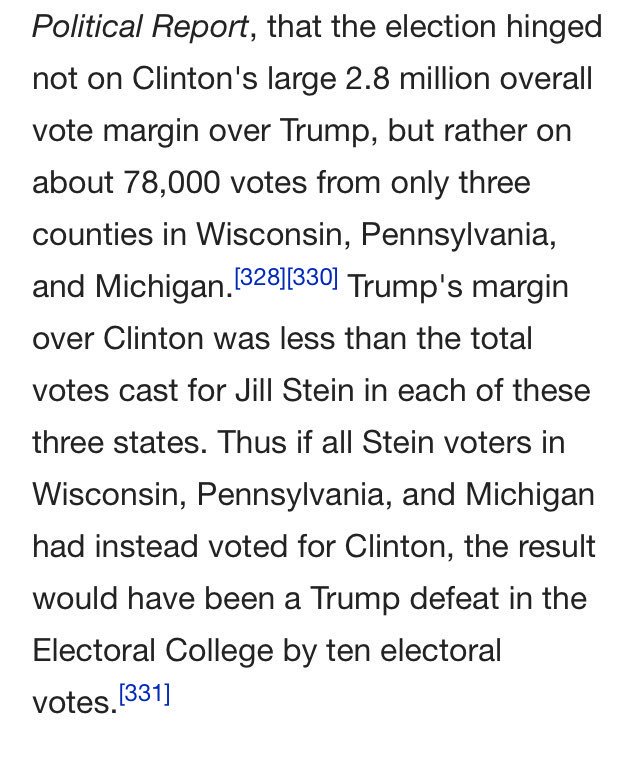 Political Report, that the election hinged
not on Clinton's large 2.8 million overall
vote margin over Trump, but rather on
about 78,000 votes from only three
counties in Wisconsin, Pennsylvania,
and Michigan.[328][330] Trump's margin
over Clinton was less than the total
votes cast for Jill Stein in each of these
three states. Thus if all Stein voters in
Wisconsin, Pennsylvania, and Michigan
had instead voted for Clinton, the result
would have been a Trump defeat in the
Electoral College by ten electoral
votes.[331]